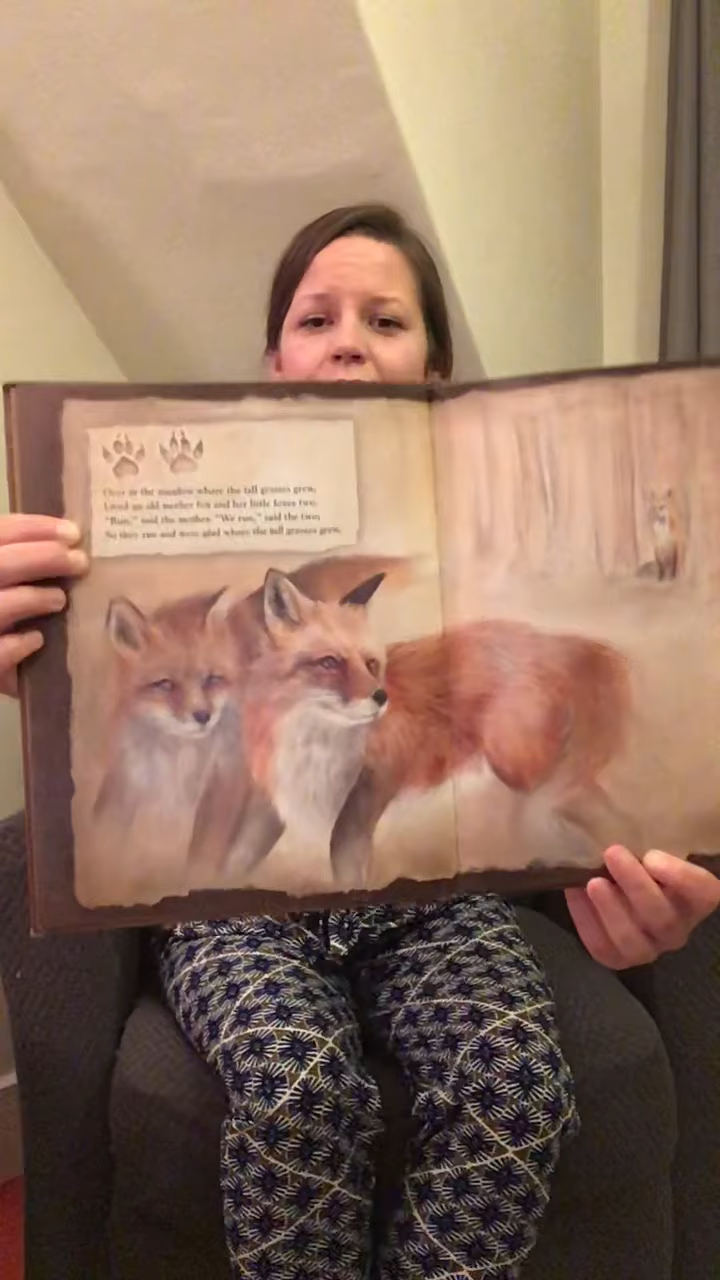 Over in the meadow where the tall grasses grew,
Lived an old mother fox and her little foxes two.
"Run," said the mother. "We run," said the two;
So they run and were glad where the tall grasses grew.